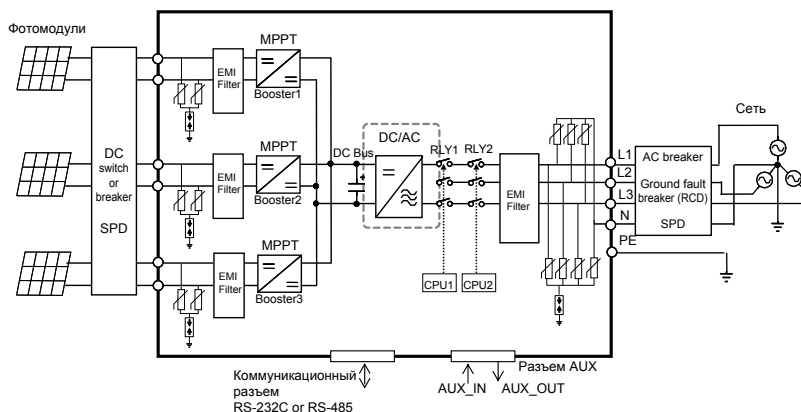 Фотомодули
DC
switch or
breaker
SPD
EMI
Filter
MPPT
Booster1
EMI
Filter
MPPT
Booster2
EMI
Filter
MPPT
Booster3
DC Bus
DC/AC
RLY1
RLY2
CPU1
CPU2
EMI
Filter
L1
L2
L3
N
PE
AC breaker
Ground fault
breaker (RCD)
SPD
Сеть
Коммуникационный
разъем
RS-232C or RS-485
Разъем AUX
AUX_IN
AUX_OUT